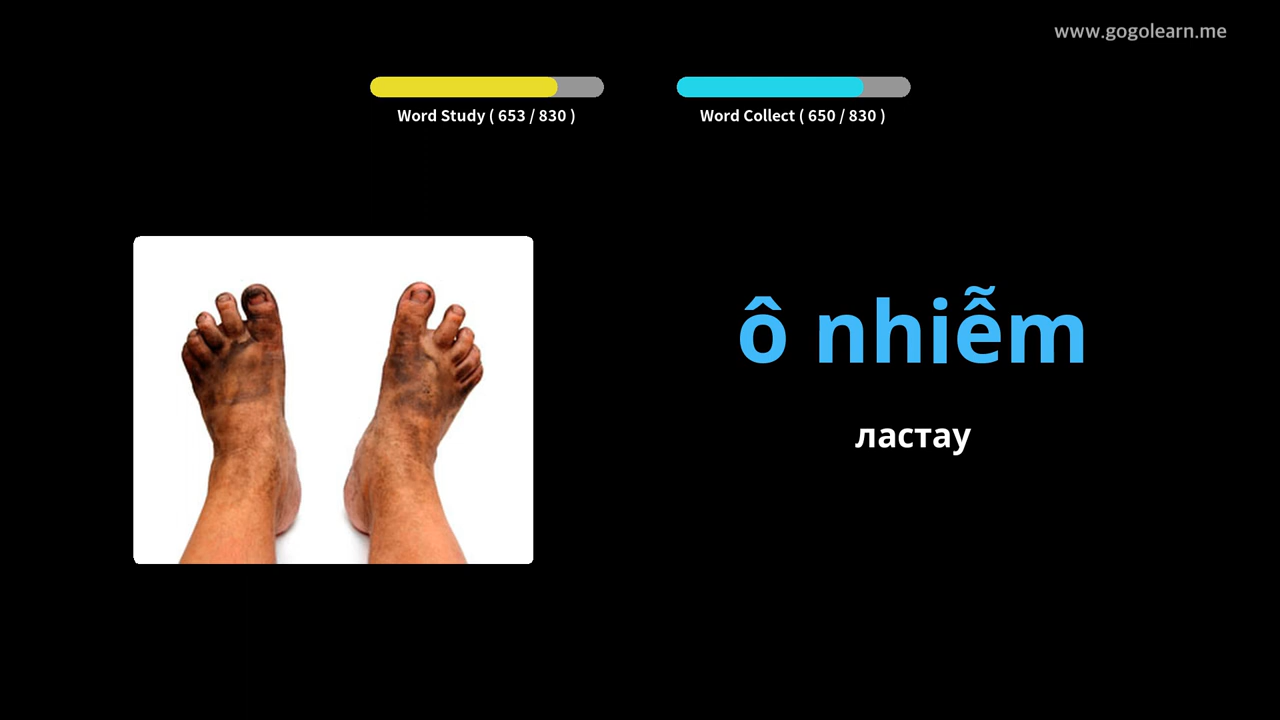 www.gogolearn.me
Word Study ( 653 / 830 )
Word Collect ( 650 / 830 )
ô nhiễm
ластау